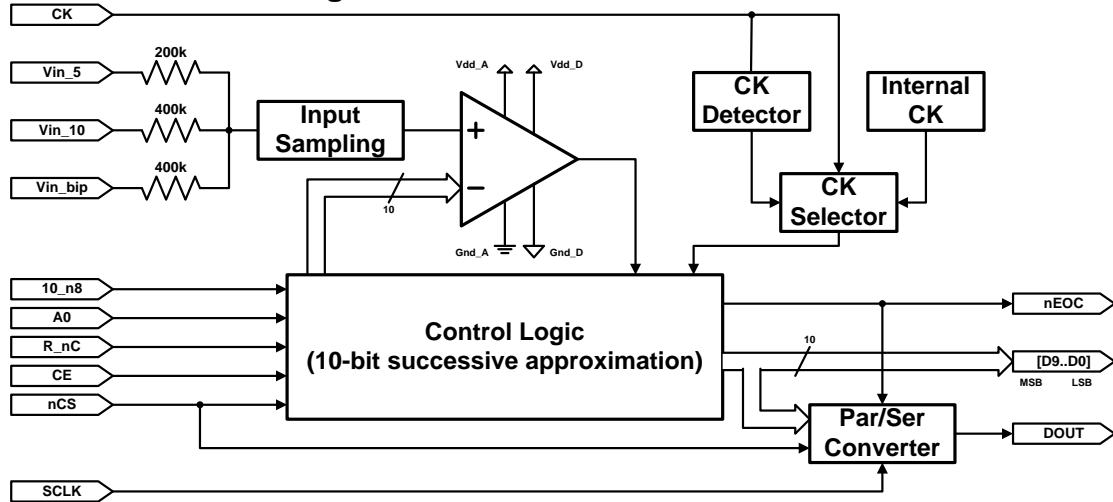 CK
200k
Vin_5
Vdd_A
Vdd_D
CK
Detector
Internal
CK
400k
Vin_10
Input
Sampling
+
400k
Vin_bip
−
10
CK
Selector
Gnd_A
Gnd_D
10_n8
A0
R_nC
CE
nCS
Control Logic
(10-bit successive approximation)
nEOC
10
[D9..D0]
MSB
LSB
Par/Ser
Converter
DOUT
SCLK